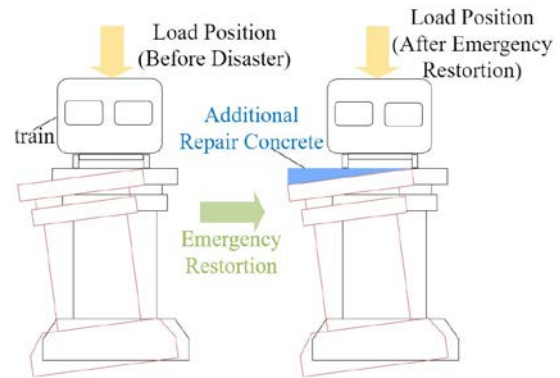 Load Position
(Before Disaster)
Load Position
(After Emergency
Restortion)
train
Additional
Repair Concrete
Emergency
Restortion